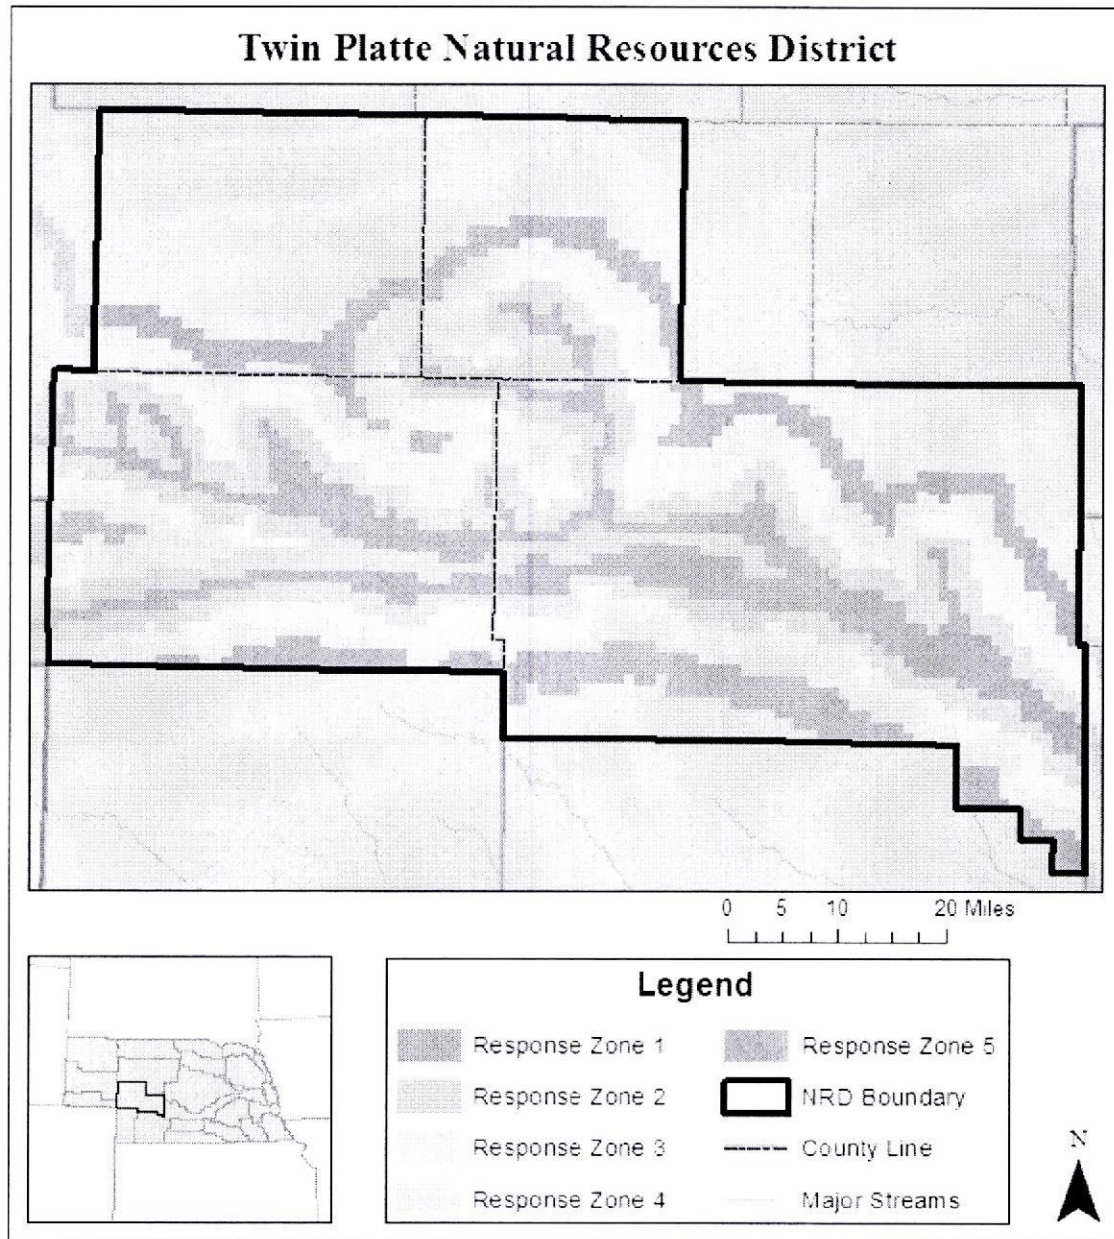 Twin Platte Natural Resources District
0 5 10 20 Miles
Legend
Response Zone 1
Response Zone 2
Response Zone 3
Response Zone 4
Response Zone 5
NRD Boundary
County Line
Major Streams
N